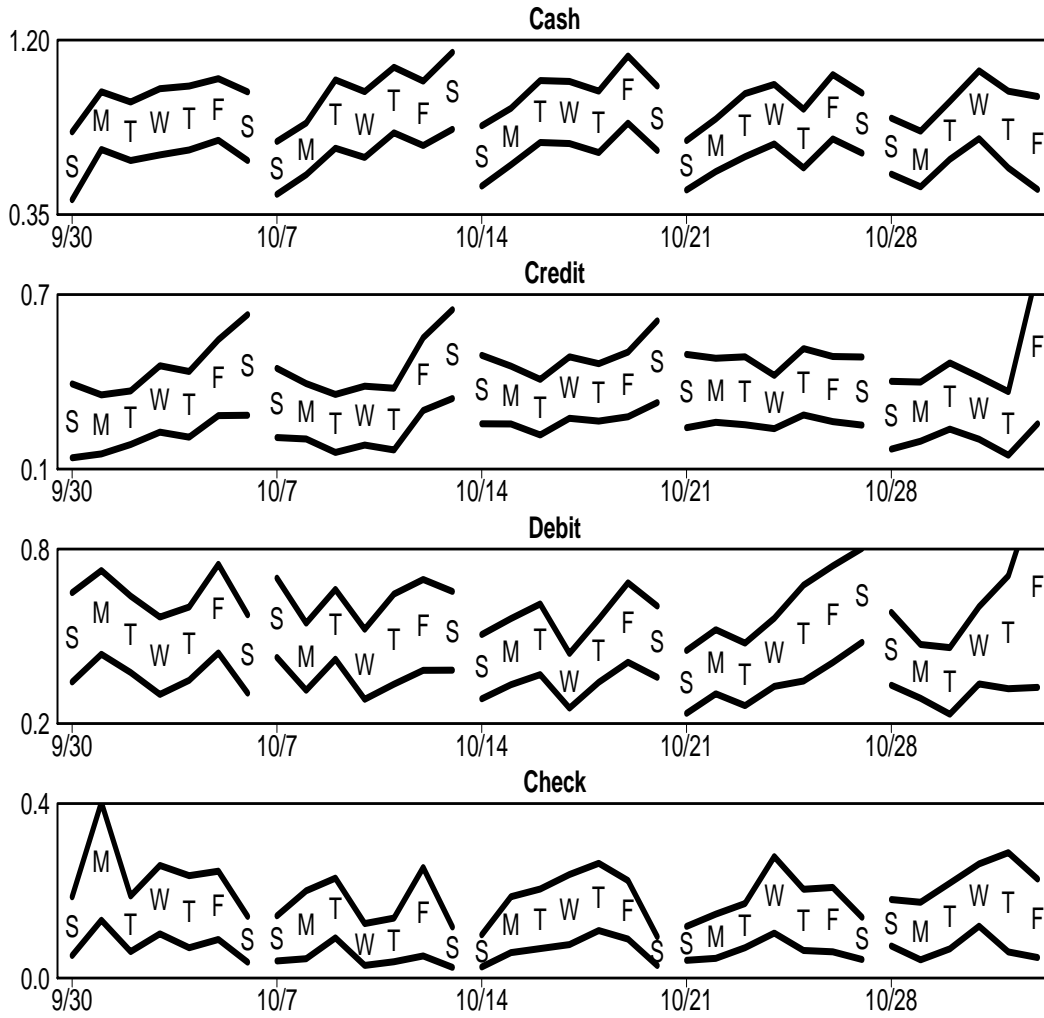 Cash
1.20
S M T W T F S S M T W T F S S M T W T F S S M T W T F S S M T W T F
0.35
9/30 10/7 10/14 10/21 10/28
Credit
0.7
S M T W T F S S M T W T F S S M T W T F S S M T W T F S S M T W T F
0.1
9/30 10/7 10/14 10/21 10/28
Debit
0.8
S M T W T F S S M T W T F S S M T W T F S S M T W T F S S M T W T F
0.2
9/30 10/7 10/14 10/21 10/28
Check
0.4
S M T W T F S S M T W T F S S M T W T F S S M T W T F S S M T W T F
0.0
9/30 10/7 10/14 10/21 10/28